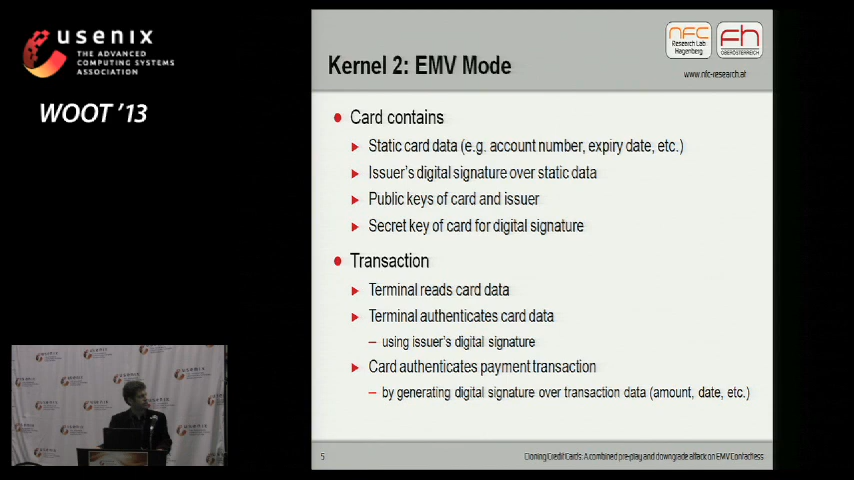 usenix
THE ADVANCED
COMPUTING SYSTEMS
ASSOCIATION
WOOT '13
Kernel 2: EMV Mode
NFC
Research Lab
Hagenberg
fh
OBERÖSTERREICH
www.nfc-research.at
Card contains
Static card data (e.g. account number, expiry date, etc.)
Issuer's digital signature over static data
Public keys of card and issuer
Secret key of card for digital signature
Transaction
Terminal reads card data
Terminal authenticates card data
– using issuer's digital signature
Card authenticates payment transaction
– by generating digital signature over transaction data (amount, date, etc.)
5
Cloning Credit Cards: A combined pre-play and downgrade attack on EMV Contactless
usenix